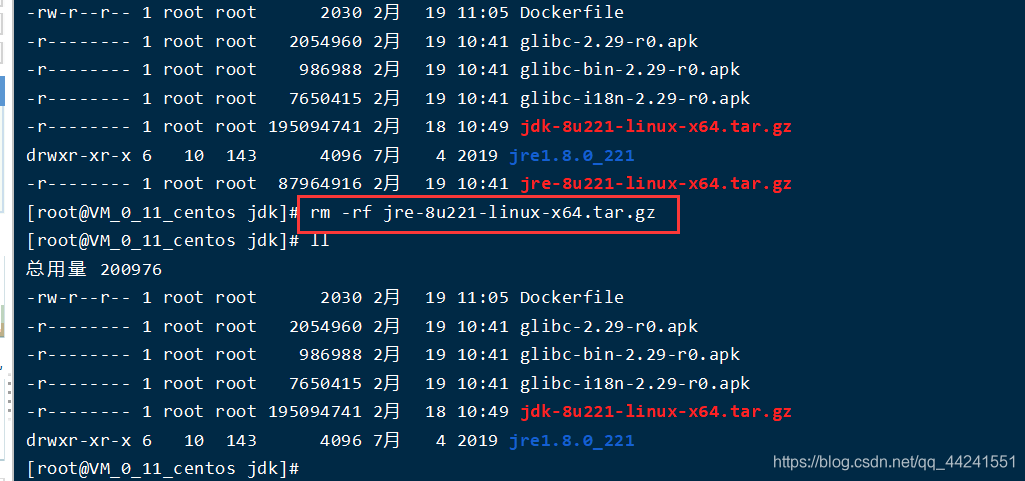 -rw-r--r-- 1 root root      2030 2月  19 11:05 Dockerfile
-r-------- 1 root root   2054960 2月  19 10:41 glibc-2.29-r0.apk
-r-------- 1 root root    986988 2月  19 10:41 glibc-bin-2.29-r0.apk
-r-------- 1 root root   7650415 2月  19 10:41 glibc-i18n-2.29-r0.apk
-r-------- 1 root root 195094741 2月  18 10:49 jdk-8u221-linux-x64.tar.gz
drwxr-xr-x 6   10  143      4096 7月   4 2019 jre1.8.0_221
-r-------- 1 root root  87964916 2月  19 10:41 jre-8u221-linux-x64.tar.gz
[root@VM_0_11_centos jdk]# rm -rf jre-8u221-linux-x64.tar.gz
[root@VM_0_11_centos jdk]# ll
总用量 200976
-rw-r--r-- 1 root root      2030 2月  19 11:05 Dockerfile
-r-------- 1 root root   2054960 2月  19 10:41 glibc-2.29-r0.apk
-r-------- 1 root root    986988 2月  19 10:41 glibc-bin-2.29-r0.apk
-r-------- 1 root root   7650415 2月  19 10:41 glibc-i18n-2.29-r0.apk
-r-------- 1 root root 195094741 2月  18 10:49 jdk-8u221-linux-x64.tar.gz
drwxr-xr-x 6   10  143      4096 7月   4 2019 jre1.8.0_221
[root@VM_0_11_centos jdk]#
https://blog.csdn.net/qq_44241551